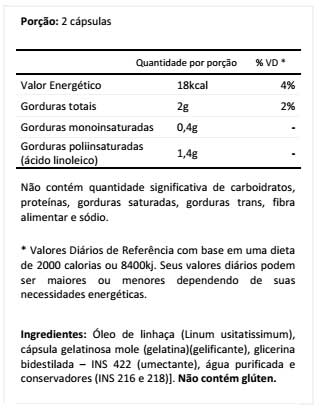 Porção: 2 cápsulas
Quantidade por porção % VD *
Valor Energético 18kcal 4%
Gorduras totais 2g 2%
Gorduras monoinsaturadas 0,4g -
Gorduras poliinsaturadas
(ácido linoleico) 1,4g -
Não contém quantidade significativa de carboidratos,
proteínas, gorduras saturadas, gorduras trans, fibra
alimentar e sódio.
* Valores Diários de Referência com base em uma dieta
de 2000 calorias ou 8400kj. Seus valores diários podem
ser maiores ou menores dependendo de suas
necessidades energéticas.
Ingredientes: Óleo de linhaça (Linum usitatissimum),
cápsula gelatinosa mole (gelatina)(gelificante), glicerina
bidestilada – INS 422 (umectante), água purificada e
conservadores (INS 216 e 218)]. Não contém glúten.